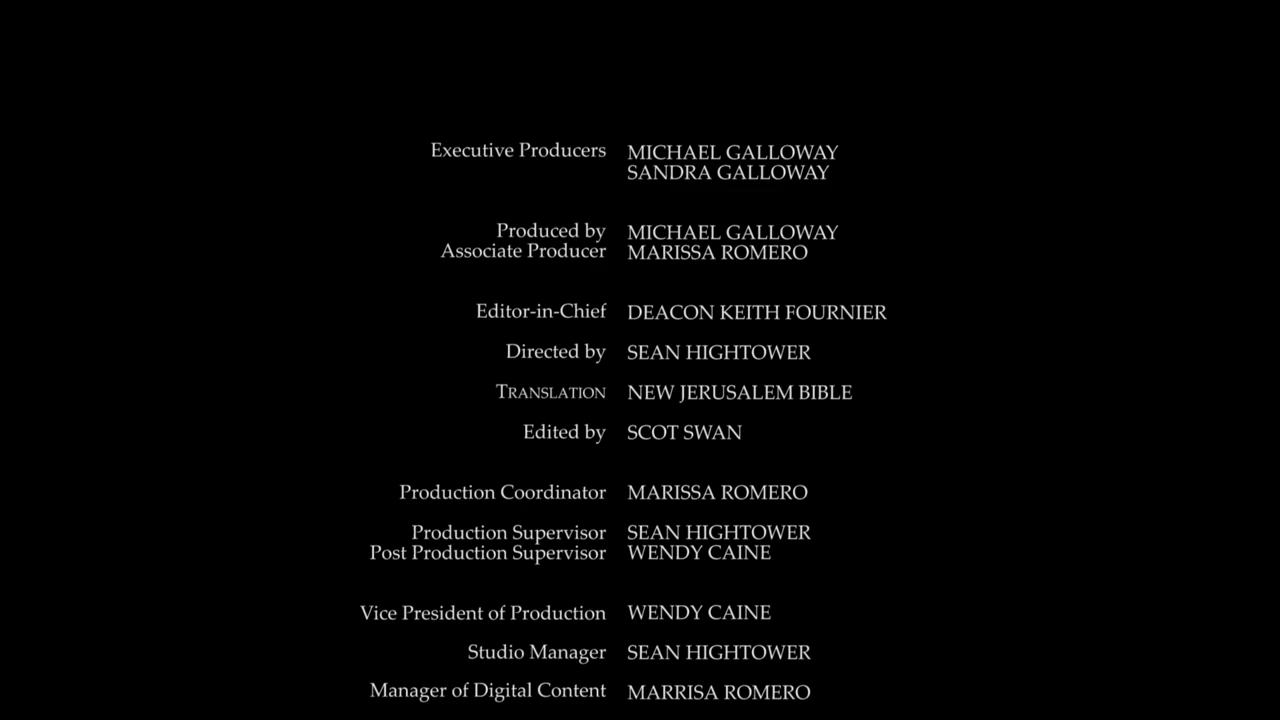 Executive Producers MICHAEL GALLOWAY
SANDRA GALLOWAY
Produced by MICHAEL GALLOWAY
Associate Producer MARISSA ROMERO
Editor-in-Chief DEACON KEITH FOURNIER
Directed by SEAN HIGHTOWER
TRANSLATION NEW JERUSALEM BIBLE
Edited by SCOT SWAN
Production Coordinator MARISSA ROMERO
Production Supervisor SEAN HIGHTOWER
Post Production Supervisor WENDY CAINE
Vice President of Production WENDY CAINE
Studio Manager SEAN HIGHTOWER
Manager of Digital Content MARRISA ROMERO